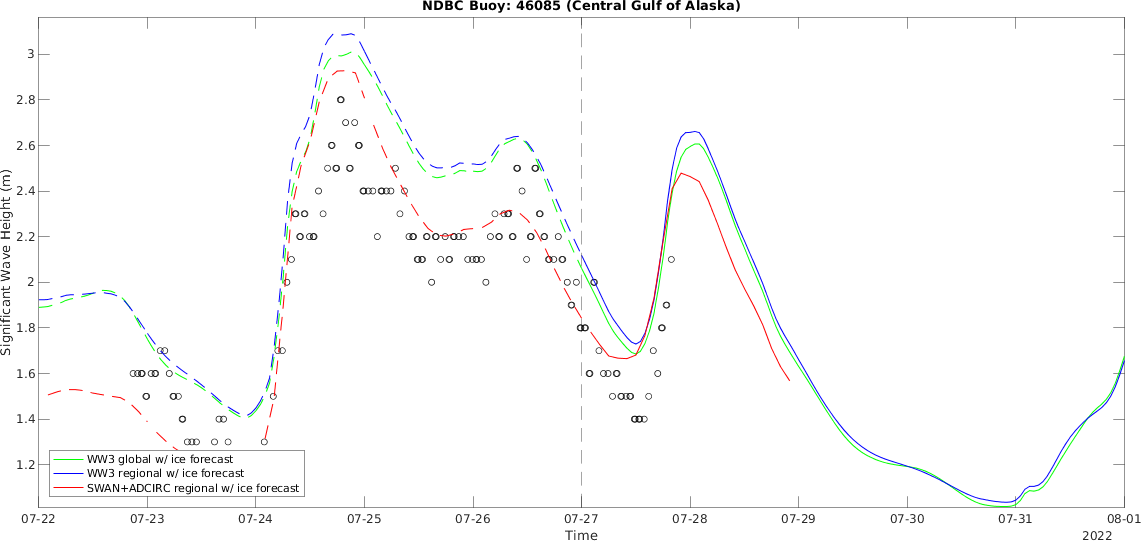 NDBC Buoy: 46085 (Central Gulf of Alaska)
3
2.8
2.6
2.4
2.2
2
1.8
1.6
1.4
1.2
Significant Wave Height (m)
WW3 global w/ ice forecast
WW3 regional w/ ice forecast
SWAN+ADCIRC regional w/ ice forecast
07-22 07-23 07-24 07-25 07-26 07-27 07-28 07-29 07-30 07-31 08-01
Time
2022